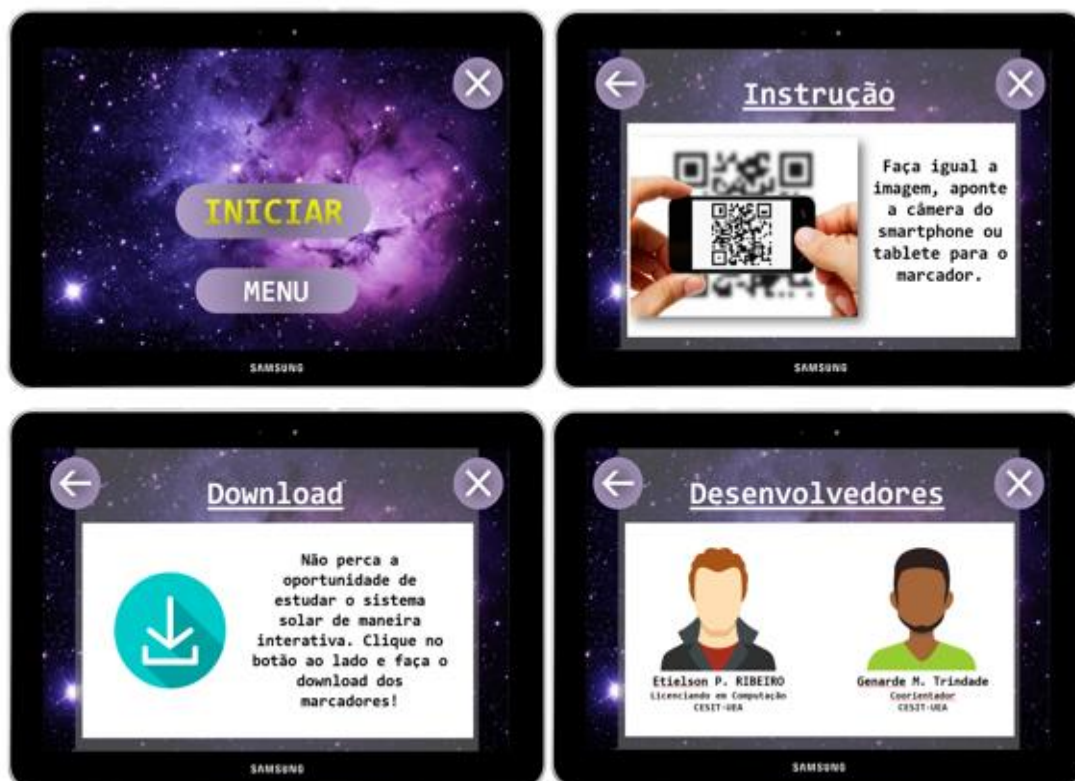 INICIAR
MENU
SAMSUNG
Instrução
Faça igual a
imagem, aponte
a câmera do
smartphone ou
tablete para o
marcador.
SAMSUNG
Download
Não perca a
oportunidade de
estudar o sistema
solar de maneira
interativa. Clique no
botão ao lado e faça o
download dos
marcadores!
SAMSUNG
Desenvolvedores
Etielson P. RIBEIRO
Licenciando em Computação
CESIT-UEA
Genarde M. Trindade
Coorientador
CESIT-UEA
SAMSUNG